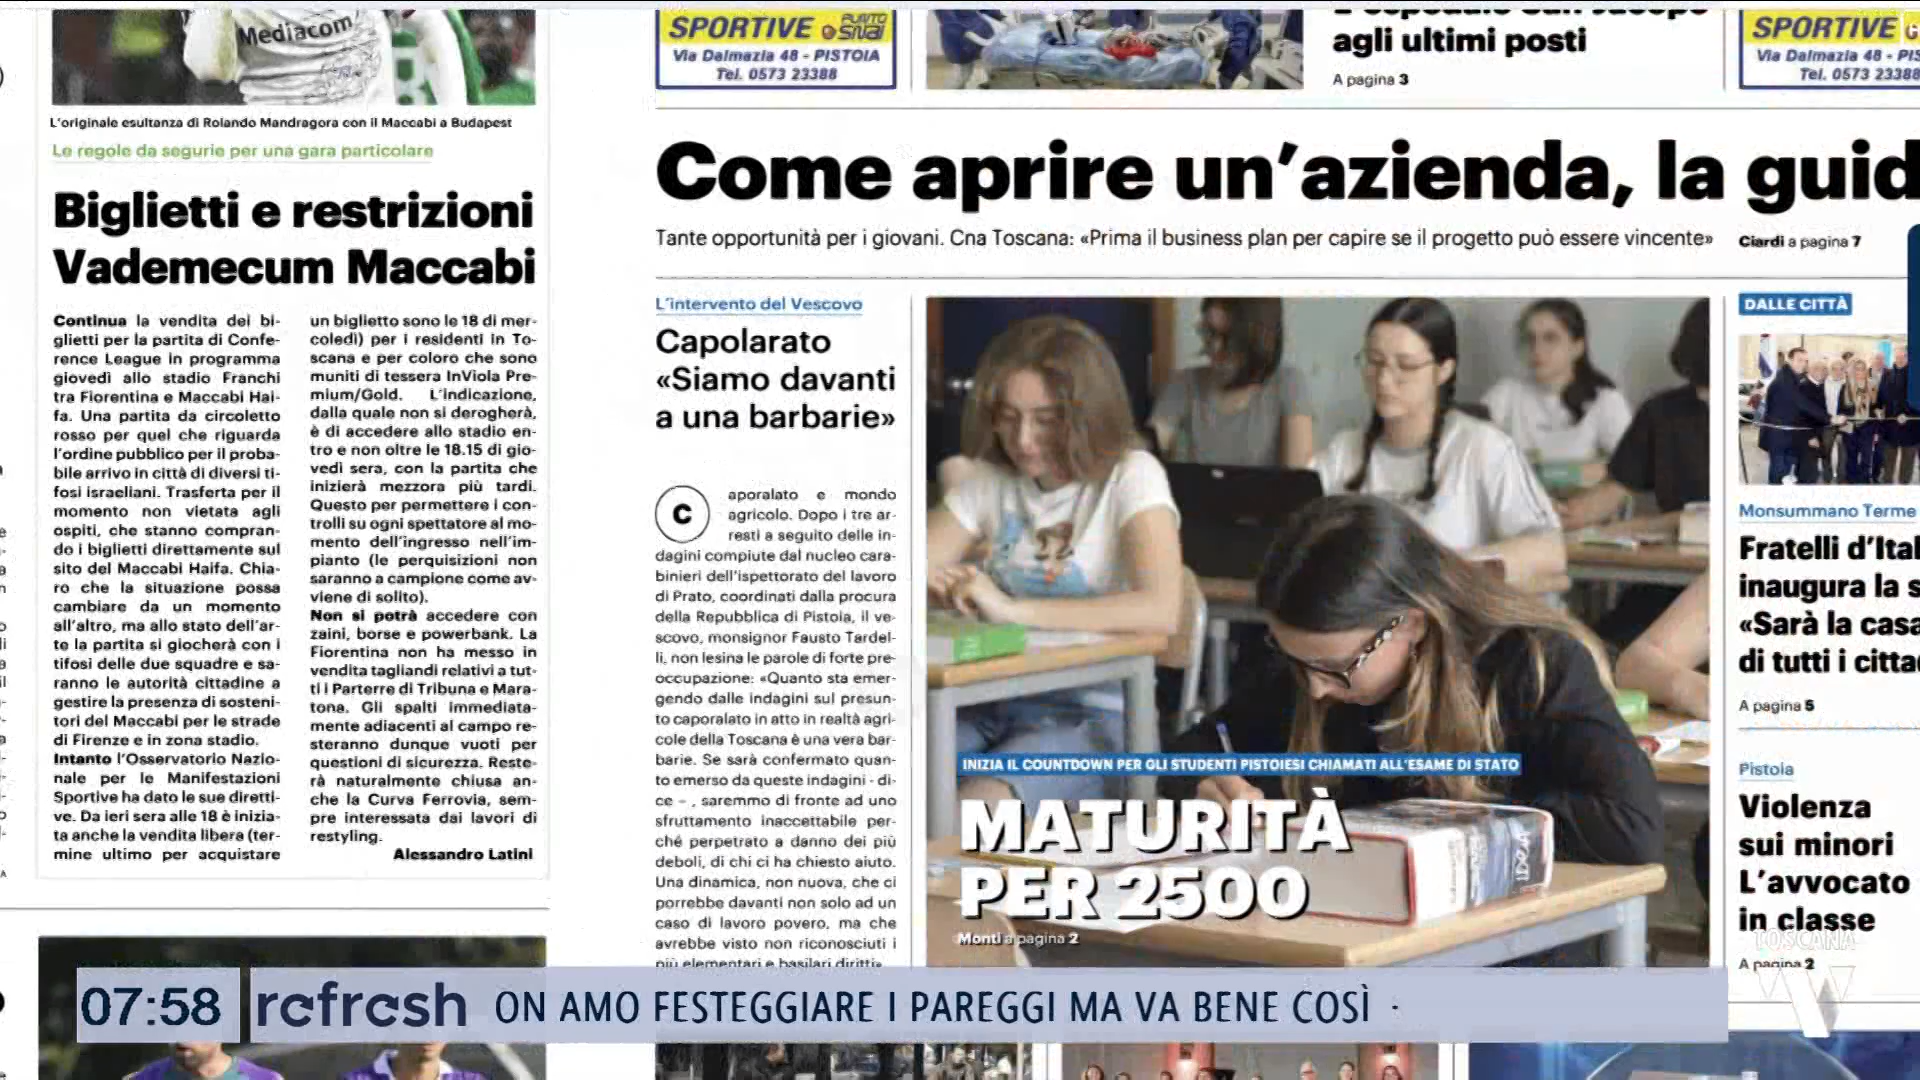 Mediacom
L'originale esultanza di Rolando Mandragora con il Maccabi a Budapest
Le regole da segurie per una gara particolare
Biglietti e restrizioni
Vademecum Maccabi
Continua la vendita dei bi-
glietti per la partita di Confe-
rence League in programma
giovedì allo stadio Franchi
tra Fiorentina e Maccabi Hai-
fa. Una partita da circoletto
rosso per quel che riguarda
l'ordine pubblico per il proba-
bile arrivo in città di diversi ti-
fosi israeliani. Trasferta per il
momento non vietata agli
ospiti, che stanno compran-
do i biglietti direttamente sul
sito del Maccabi Haifa. Chia-
ro che la situazione possa
cambiare da un momento
all'altro, ma allo stato dell'ar-
te la partita si giocherà con i
tifosi delle due squadre e sa-
ranno le autorità cittadine a
gestire la presenza di sosteni-
tori del Maccabi per le strade
di Firenze e in zona stadio.
Intanto l'Osservatorio Nazio-
nale per le Manifestazioni
Sportive ha dato le sue diretti-
ve. Da ieri sera alle 18 è inizia-
ta anche la vendita libera (ter-
mine ultimo per acquistare
un biglietto sono le 18 di mer-
coledì) per i residenti in To-
scana e per coloro che sono
muniti di tessera InViola Pre-
mium/Gold. L'indicazione,
dalla quale non si derogherà,
è di accedere allo stadio en-
tro e non oltre le 18.15 di gio-
vedì sera, con la partita che
inizierà mezzora più tardi.
Questo per permettere i con-
trolli su ogni spettatore al mo-
mento dell'ingresso nell'im-
pianto (le perquisizioni non
saranno a campione come av-
viene di solito).
Non si potrà accedere con
zaini, borse e powerbank. La
Fiorentina non ha messo in
vendita tagliandi relativi a tut-
ti i Parterre di Tribuna e Mara-
tona. Gli spalti immediata-
mente adiacenti al campo re-
steranno dunque vuoti per
questioni di sicurezza. Reste-
rà naturalmente chiusa an-
che la Curva Ferrovia, sem-
pre interessata dai lavori di
restyling.
Alessandro Latini
SPORTIVE PUNTO Snai
Via Dalmazia 48 - PISTOIA
Tel. 0573 23388
agli ultimi posti
A pagina 3
SPORTIVE
Via Dalmazia 48 - PIS
Tel. 0573 23388
Come aprire un'azienda, la guid
Tante opportunità per i giovani. Cna Toscana: «Prima il business plan per capire se il progetto può essere vincente»
Ciardi a pagina 7
L'intervento del Vescovo
Capolarato
«Siamo davanti
a una barbarie»
C
aporalato e mondo
agricolo. Dopo i tre ar-
resti a seguito delle in-
dagini compiute dal nucleo cara-
binieri dell'ispettorato del lavoro
di Prato, coordinati dalla procura
della Repubblica di Pistoia, il ve-
scovo, monsignor Fausto Tardel-
li, non lesina le parole di forte pre-
occupazione: «Quanto sta emer-
gendo dalle indagini sul presun-
to caporalato in atto in realtà agri-
cole della Toscana è una vera bar-
barie. Se sarà confermato quan-
to emerso da queste indagini - di-
ce - , saremmo di fronte ad uno
sfruttamento inaccettabile per-
ché perpetrato a danno dei più
deboli, di chi ci ha chiesto aiuto.
Una dinamica, non nuova, che ci
porrebbe davanti non solo ad un
caso di lavoro povero, ma che
avrebbe visto non riconosciuti i
più elementari e basilari diritti».
INIZIA IL COUNTDOWN PER GLI STUDENTI PISTOIESI CHIAMATI ALL'ESAME DI STATO
MATURITÀ
PER 2500
Monti a pagina 2
DALLE CITTÀ
Monsummano Terme
Fratelli d'Ital
inaugura la s
«Sarà la casa
di tutti i citta
A pagina 5
Pistoia
Violenza
sui minori
L'avvocato
in classe
A pagina 2
TOSCANA
07:58 refresh ON AMO FESTEGGIARE I PAREGGI MA VA BENE COSÌ ·